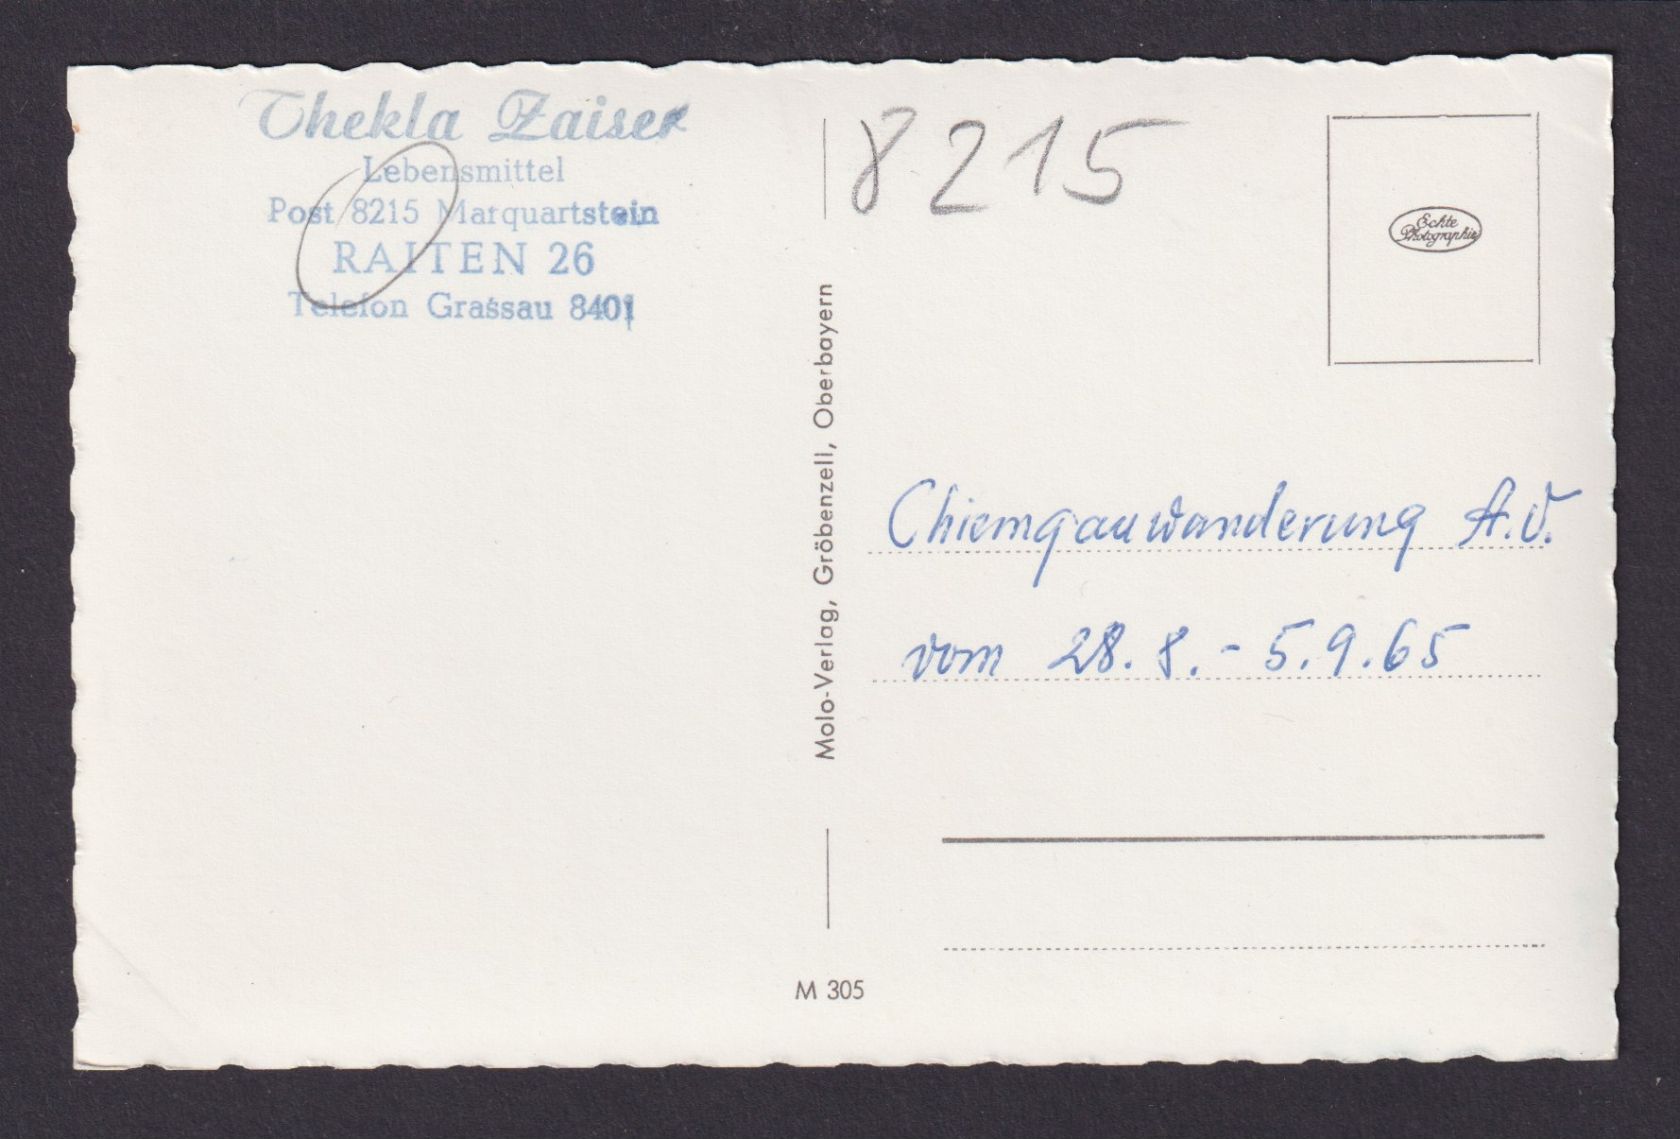 Thekla Zaiser
Lebensmittel
Post 8215 Marquartstein
RAITEN 26
Telefon Grassau 8401
8215
Echte
Photographie
Molo-Verlag, Gröbenzell, Oberbayern
Chiemgauwanderung A.V.
vom 28. 8. - 5. 9. 65
M 305